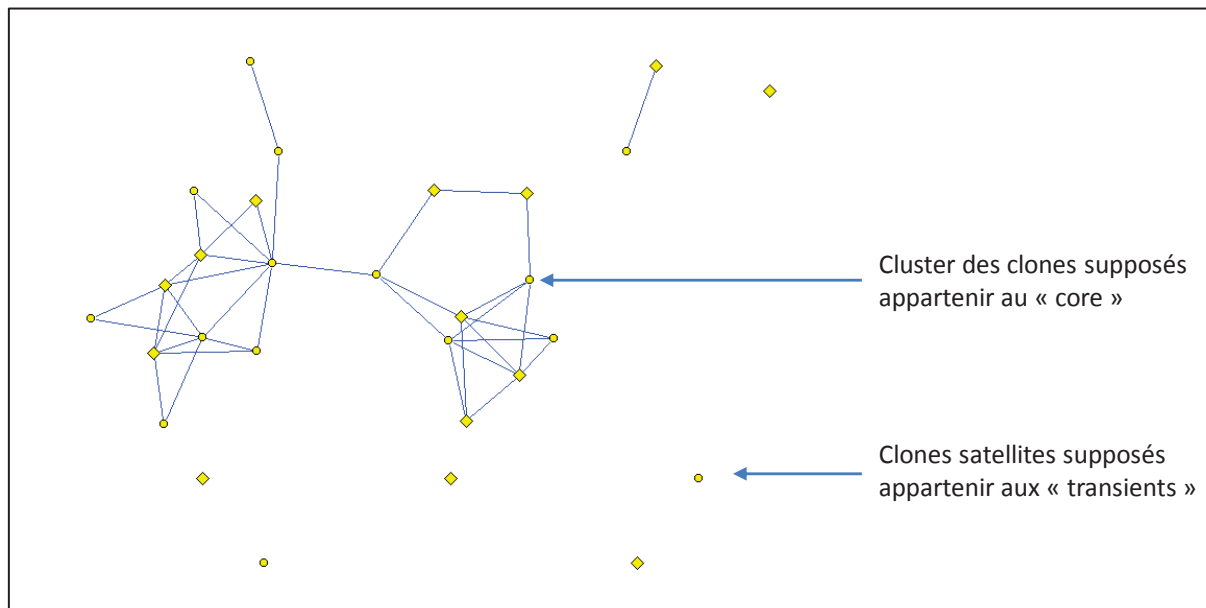 Cluster des clones supposés
appartenir au « core »
Clones satellites supposés
appartenir aux « transients »